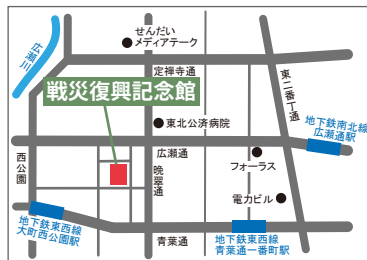 せんだい
メディアテーク
広瀬川
定禅寺通
東二番丁通
戦災復興記念館
東北公済病院
地下鉄南北線
広瀬通駅
西公園
広瀬通
晩翠通
フォーラス
電力ビル
地下鉄東西線
大町西公園駅
青葉通
地下鉄東西線
青葉通一番町駅